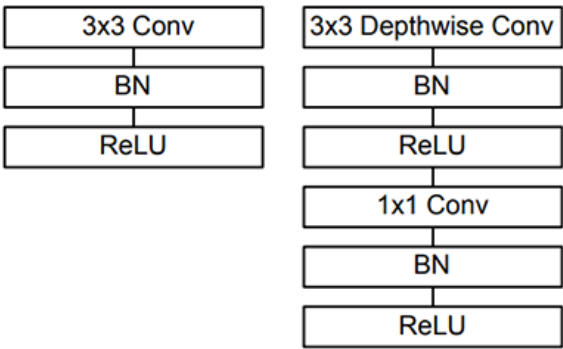 3x3 Conv
BN
ReLU
3x3 Depthwise Conv
BN
ReLU
1x1 Conv
BN
ReLU